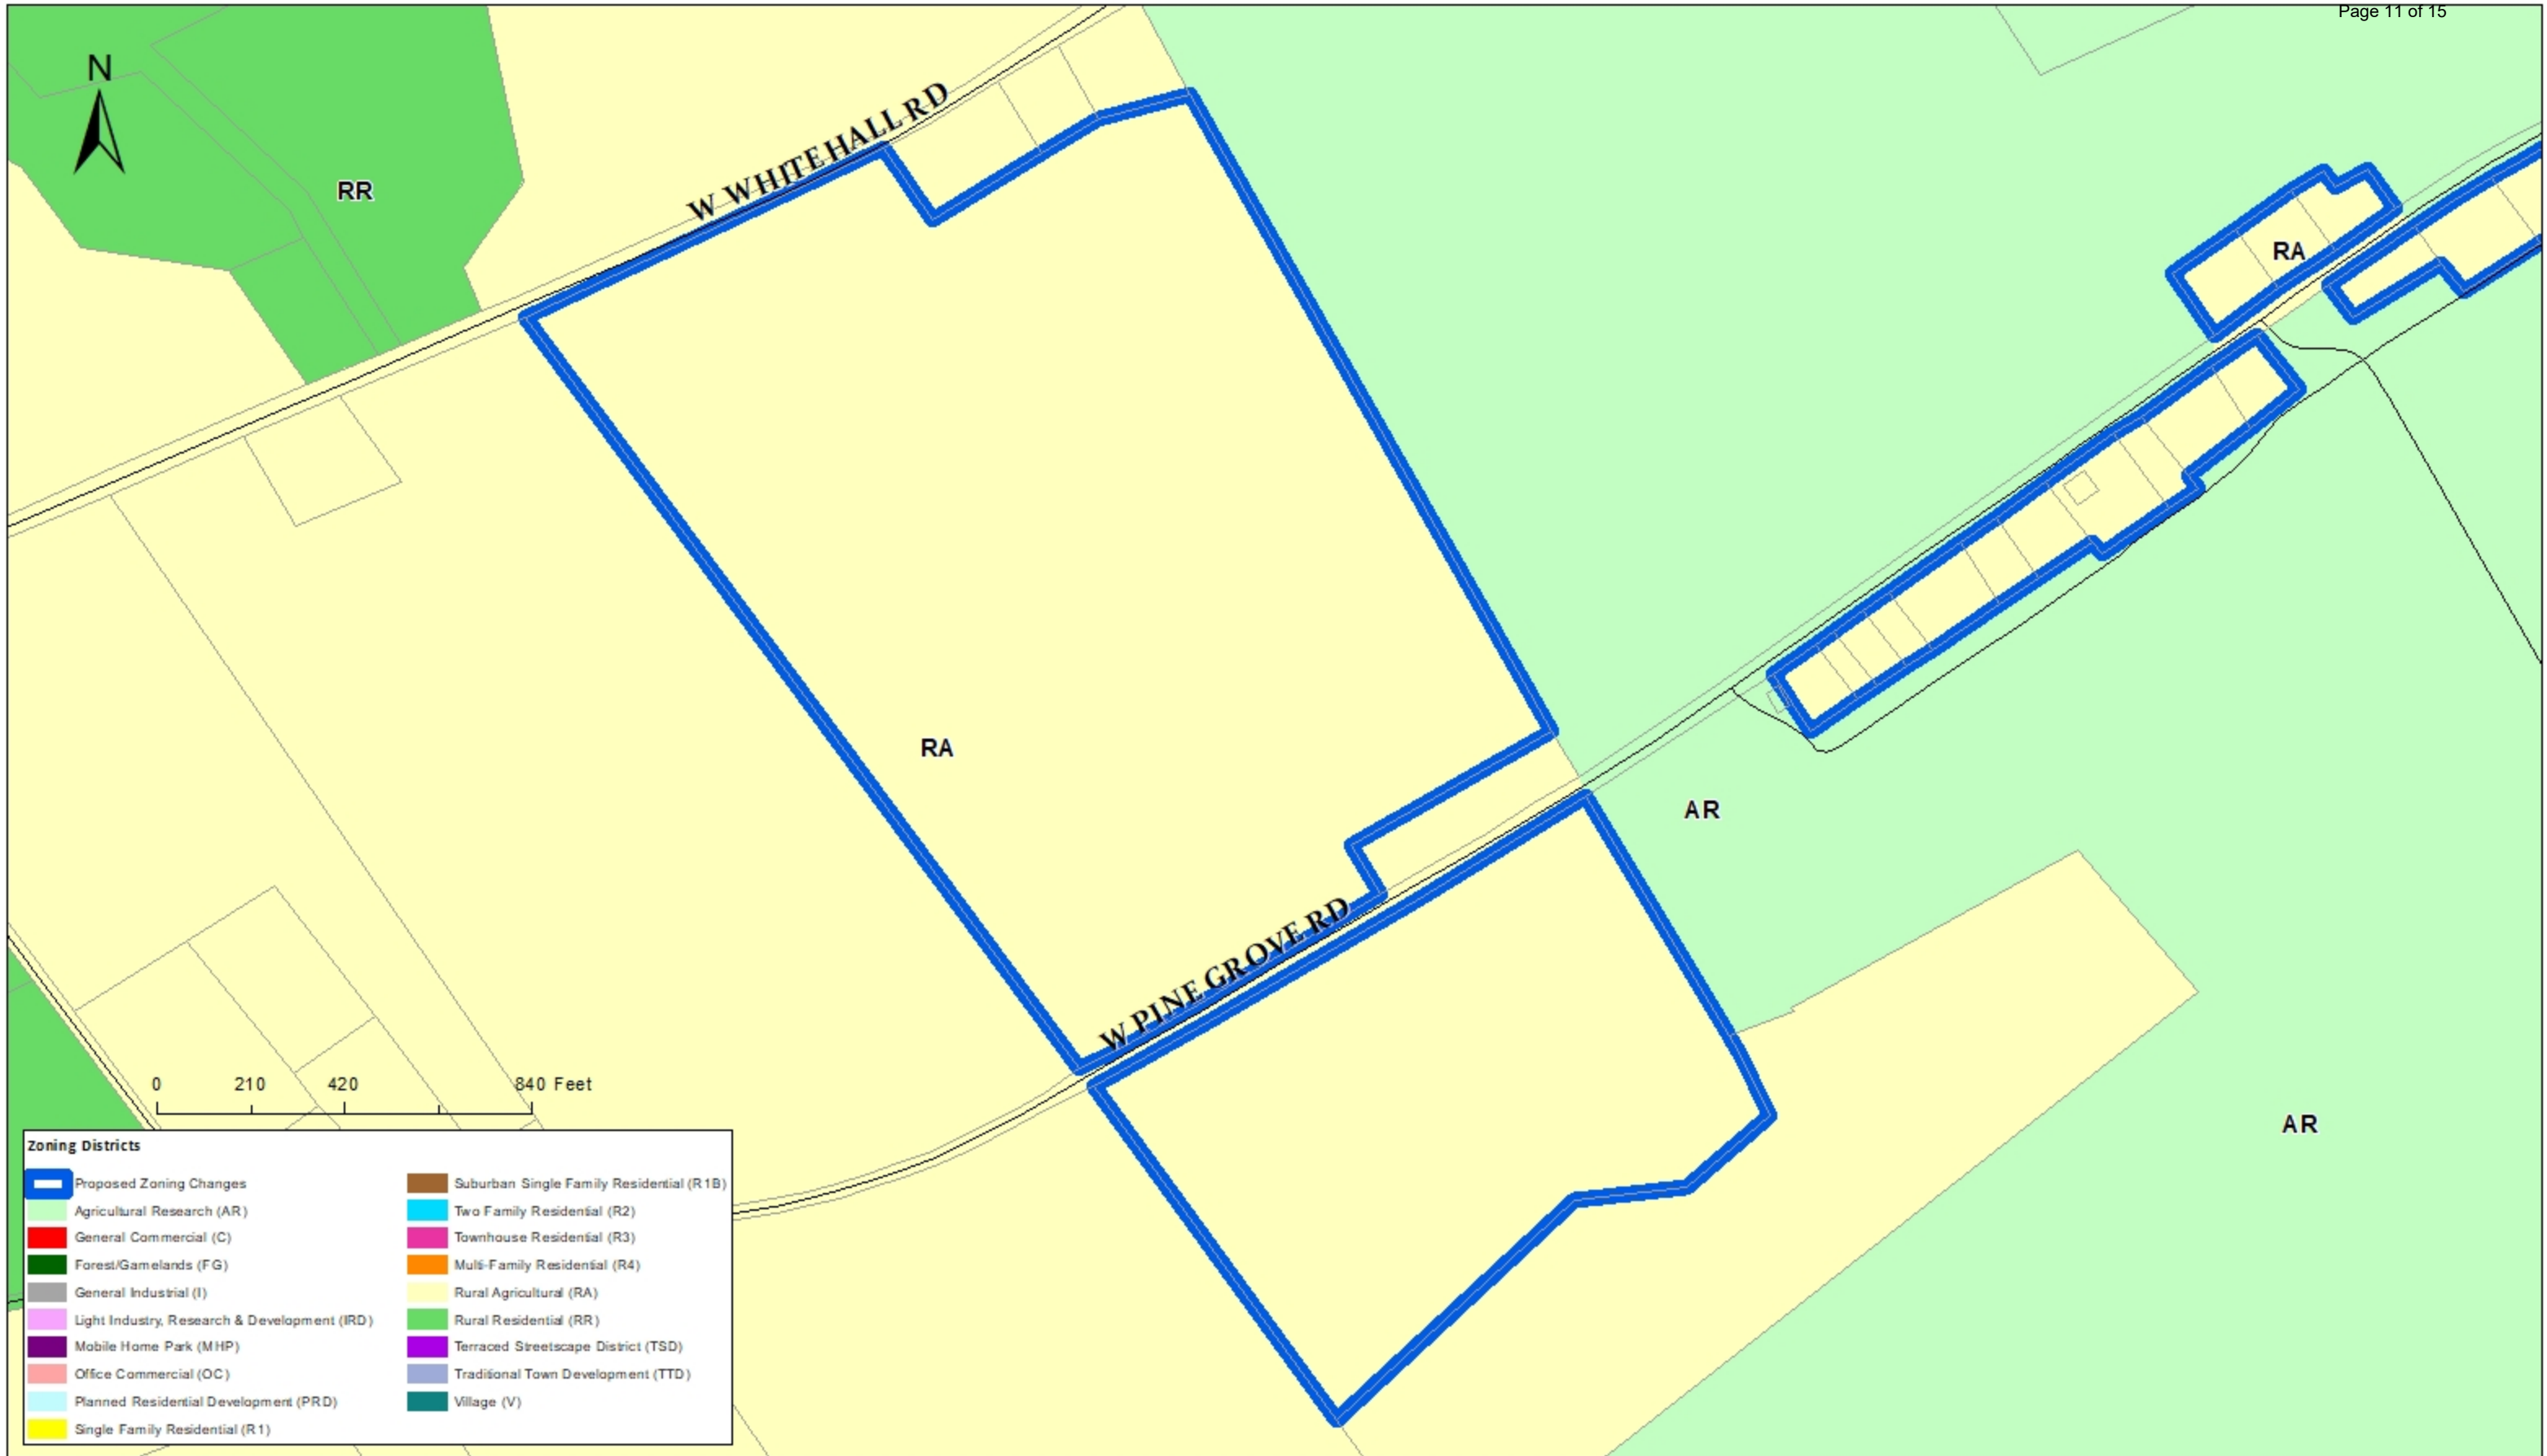 Page 11 of 15
N
W WHITEHALL RD
RR
RA
RA
AR
W PINE GROVE RD
AR
0 210 420 840 Feet
Zoning Districts
Proposed Zoning Changes
Agricultural Research (AR)
General Commercial (C)
Forest/Gamelands (FG)
General Industrial (I)
Light Industry, Research & Development (IRD)
Mobile Home Park (MHP)
Office Commercial (OC)
Planned Residential Development (PRD)
Single Family Residential (R1)
Suburban Single Family Residential (R1B)
Two Family Residential (R2)
Townhouse Residential (R3)
Multi-Family Residential (R4)
Rural Agricultural (RA)
Rural Residential (RR)
Terraced Streetscape District (TSD)
Traditional Town Development (TTD)
Village (V)